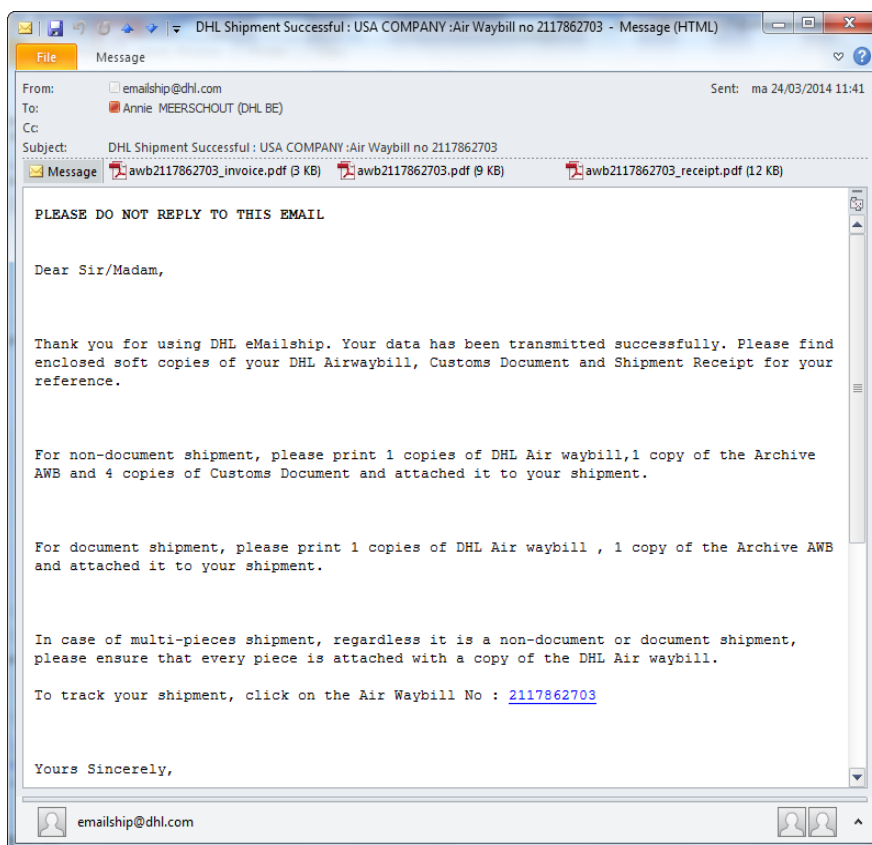 DHL Shipment Successful : USA COMPANY :Air Waybill no 2117862703 - Message (HTML)
File Message
From: emailship@dhl.com Sent: ma 24/03/2014 11:41
To: Annie MEERSCHOUT (DHL BE)
Cc:
Subject: DHL Shipment Successful : USA COMPANY :Air Waybill no 2117862703
Message awb2117862703_invoice.pdf (3 KB) awb2117862703.pdf (9 KB) awb2117862703_receipt.pdf (12 KB)
PLEASE DO NOT REPLY TO THIS EMAIL
Dear Sir/Madam,
Thank you for using DHL eMailship. Your data has been transmitted successfully. Please find
enclosed soft copies of your DHL Airwaybill, Customs Document and Shipment Receipt for your
reference.
For non-document shipment, please print 1 copies of DHL Air waybill,1 copy of the Archive
AWB and 4 copies of Customs Document and attached it to your shipment.
For document shipment, please print 1 copies of DHL Air waybill , 1 copy of the Archive AWB
and attached it to your shipment.
In case of multi-pieces shipment, regardless it is a non-document or document shipment,
please ensure that every piece is attached with a copy of the DHL Air waybill.
To track your shipment, click on the Air Waybill No : 2117862703
Yours Sincerely,
emailship@dhl.com